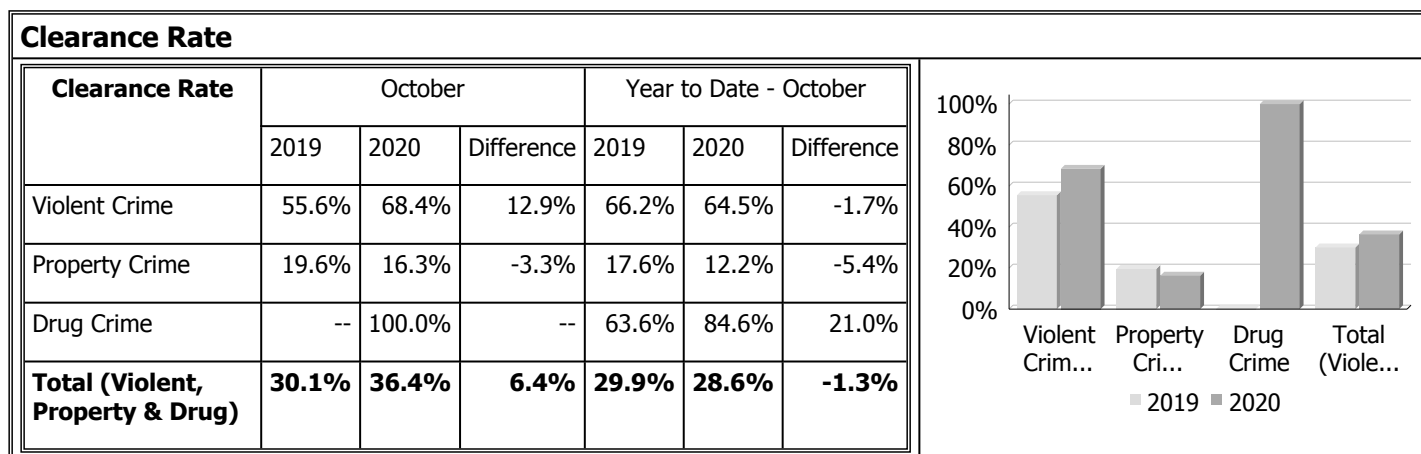 Clearance Rate
Clearance Rate October Year to Date - October
2019 2020 Difference 2019 2020 Difference
Violent Crime 55.6% 68.4% 12.9% 66.2% 64.5% -1.7%
Property Crime 19.6% 16.3% -3.3% 17.6% 12.2% -5.4%
Drug Crime -- 100.0% -- 63.6% 84.6% 21.0%
Total (Violent, 30.1% 36.4% 6.4% 29.9% 28.6% -1.3%
Property & Drug)
100%
80%
60%
40%
20%
0%
Violent Property Drug Total
Crim... Cri... Crime (Viole...
2019 2020